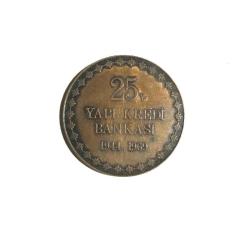 25.
YAPI KREDİ
BANKASI
1944 1969